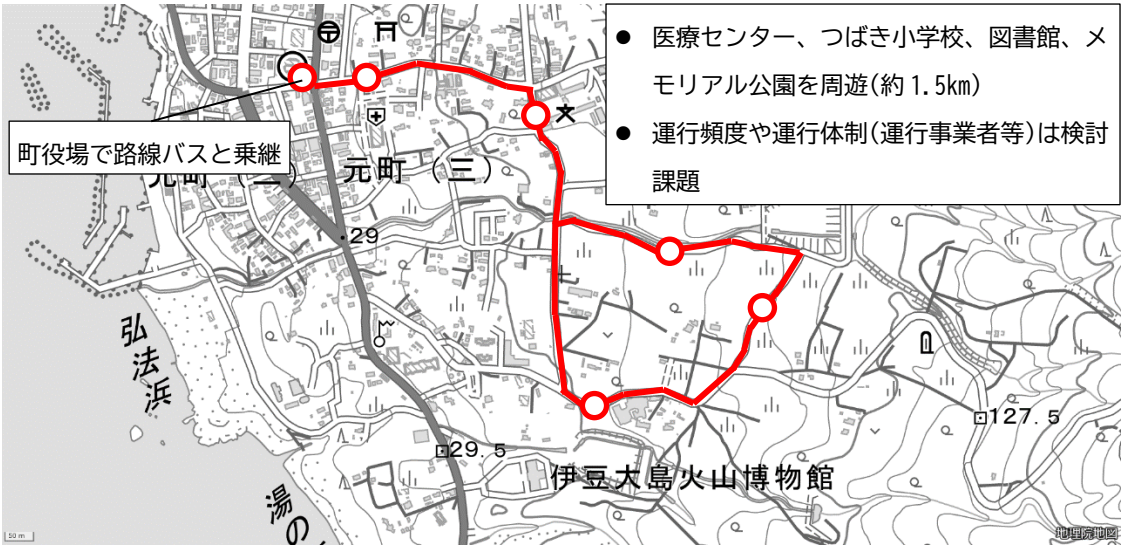 ● 医療センター、つばき小学校、図書館、メ
モリアル公園を周遊(約1.5km)
● 運行頻度や運行体制(運行事業者等)は検討
課題
町役場で路線バスと乗継
元町（三）
29
弘法浜
127.5
29.5
伊豆大島火山博物館
湯の
50 m
地理院地図